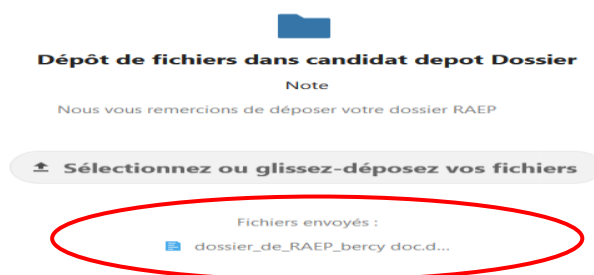 Dépôt de fichiers dans candidat depot Dossier
Note
Nous vous remercions de déposer votre dossier RAEP
Sélectionnez ou glissez-déposez vos fichiers
Fichiers envoyés :
dossier_de_RAEP_bercy doc.d...